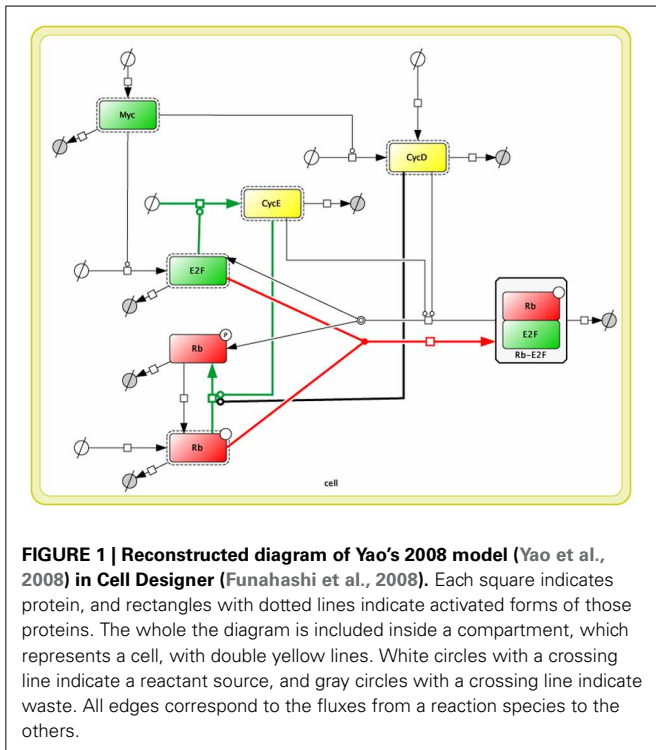 Myc
CycD
CycE
E2F
Rb
P
Rb
E2F
Rb-E2F
Rb
cell
FIGURE 1 | Reconstructed diagram of Yao's 2008 model (Yao et al.,
2008) in Cell Designer (Funahashi et al., 2008). Each square indicates
protein, and rectangles with dotted lines indicate activated forms of those
proteins. The whole the diagram is included inside a compartment, which
represents a cell, with double yellow lines. White circles with a crossing
line indicate a reactant source, and gray circles with a crossing line indicate
waste. All edges correspond to the fluxes from a reaction species to the
others.